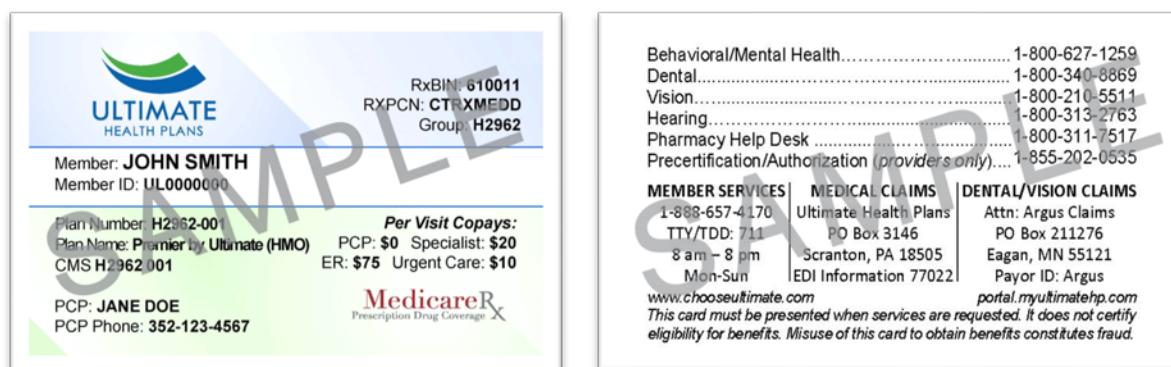 ULTIMATE
HEALTH PLANS
RxBIN: 610011
RXPCN: CTRXMEDD
Group: H2962
Member: JOHN SMITH
Member ID: UL0000000
Plan Number: H2962-001
Plan Name: Premier by Ultimate (HMO)
CMS H2962 001
Per Visit Copays:
PCP: $0 Specialist: $20
ER: $75 Urgent Care: $10
PCP: JANE DOE
PCP Phone: 352-123-4567
MedicareRx
Prescription Drug Coverage
SAMPLE
Behavioral/Mental Health............................ 1-800-627-1259
Dental............................ 1-800-340-8869
Vision............................ 1-800-210-5511
Hearing............................ 1-800-313-2763
Pharmacy Help Desk ............................ 1-800-311-7517
Precertification/Authorization (providers only).... 1-855-202-0535
MEMBER SERVICES
1-888-657-4170
TTY/TDD: 711
8 am – 8 pm
Mon-Sun
MEDICAL CLAIMS
Ultimate Health Plans
PO Box 3146
Scranton, PA 18505
EDI Information 77022
DENTAL/VISION CLAIMS
Attn: Argus Claims
PO Box 211276
Eagan, MN 55121
Payor ID: Argus
www.chooseultimate.com portal.myultimatehp.com
This card must be presented when services are requested. It does not certify
eligibility for benefits. Misuse of this card to obtain benefits constitutes fraud.
SAMPLE